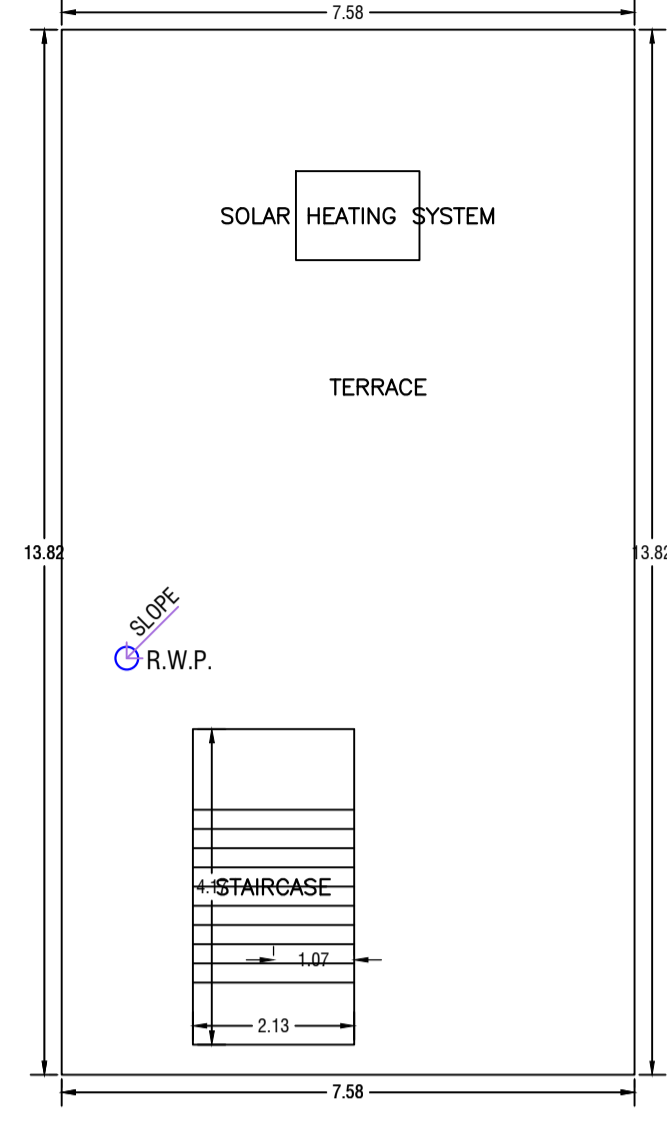 7.58
SOLAR HEATING SYSTEM
TERRACE
13.82
13.82
SLOPE
R.W.P.
STAIRCASE
1.07
2.13
7.58